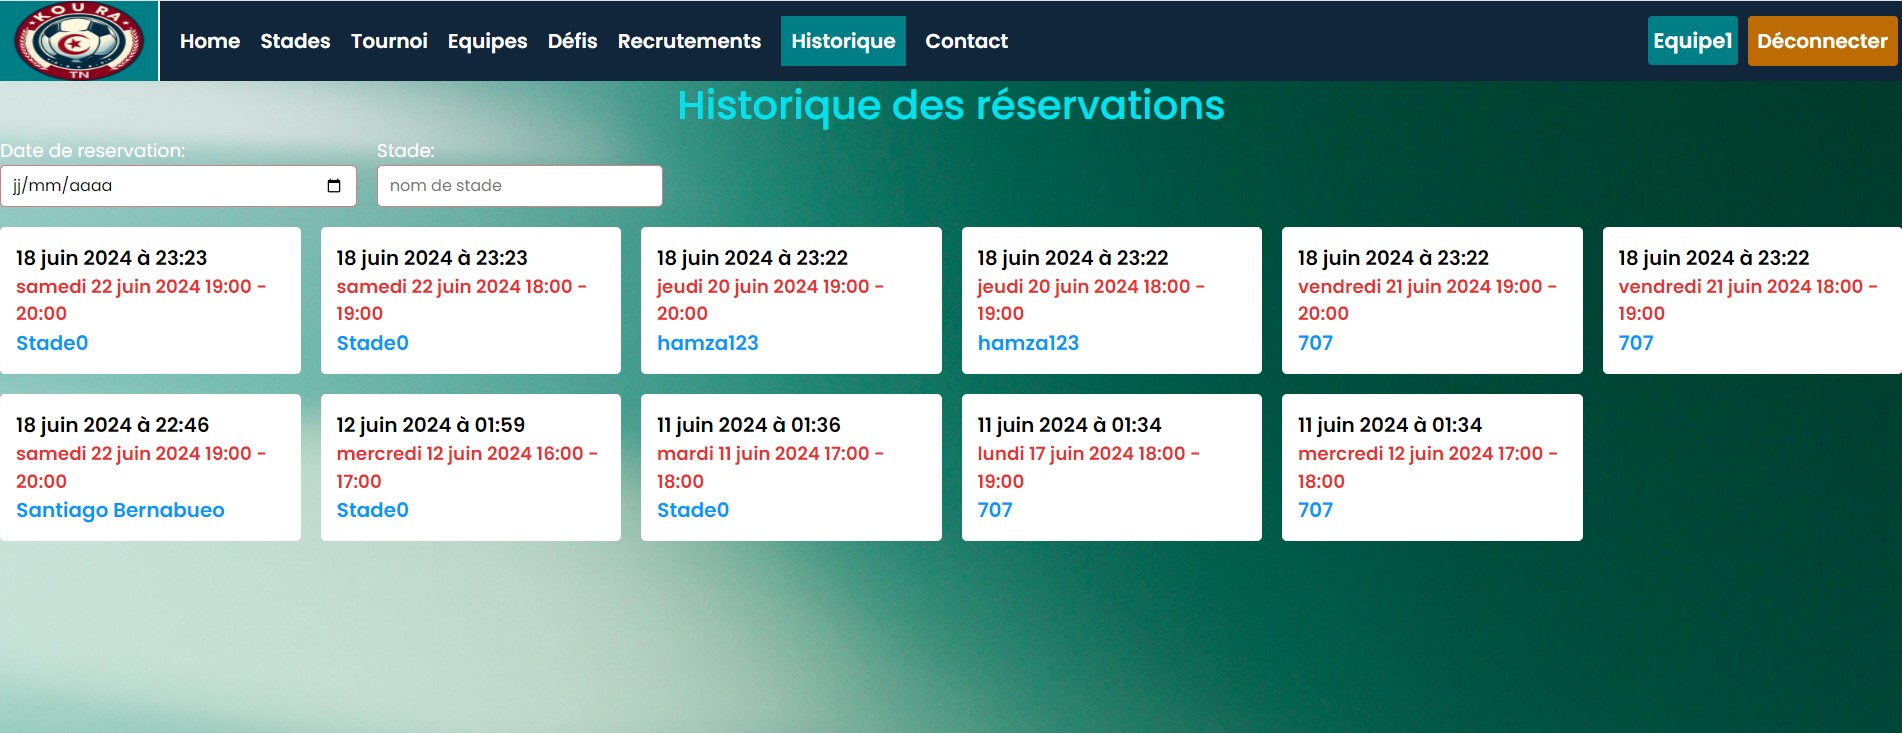 KOU RA
TN
Home Stades Tournoi Equipes Défis Recrutements Historique Contact Equipe1 Déconnecter
Historique des réservations
Date de reservation: Stade:
jj/mm/aaaa nom de stade
18 juin 2024 à 23:23
samedi 22 juin 2024 19:00 -
20:00
Stade0
18 juin 2024 à 23:23
samedi 22 juin 2024 18:00 -
19:00
Stade0
18 juin 2024 à 23:22
jeudi 20 juin 2024 19:00 -
20:00
hamza123
18 juin 2024 à 23:22
jeudi 20 juin 2024 18:00 -
19:00
hamza123
18 juin 2024 à 23:22
vendredi 21 juin 2024 19:00 -
20:00
707
18 juin 2024 à 23:22
vendredi 21 juin 2024 18:00 -
19:00
707
18 juin 2024 à 22:46
samedi 22 juin 2024 19:00 -
20:00
Santiago Bernabueo
12 juin 2024 à 01:59
mercredi 12 juin 2024 16:00 -
17:00
Stade0
11 juin 2024 à 01:36
mardi 11 juin 2024 17:00 -
18:00
Stade0
11 juin 2024 à 01:34
lundi 17 juin 2024 18:00 -
19:00
707
11 juin 2024 à 01:34
mercredi 12 juin 2024 17:00 -
18:00
707